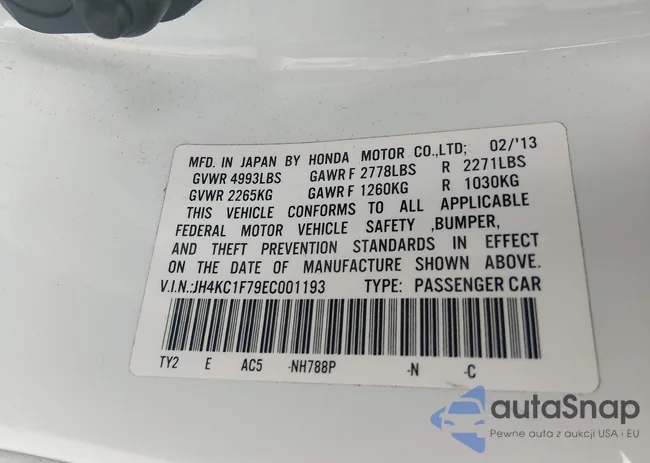 MFD. IN JAPAN BY HONDA MOTOR CO.,LTD; 02/'13
GVWR 4993LBS GAWR F 2778LBS R 2271LBS
GVWR 2265KG GAWR F 1260KG R 1030KG
THIS VEHICLE CONFORMS TO ALL APPLICABLE
FEDERAL MOTOR VEHICLE SAFETY ,BUMPER,
AND THEFT PREVENTION STANDARDS IN EFFECT
ON THE DATE OF MANUFACTURE SHOWN ABOVE.
V.I.N.:JH4KC1F79EC001193 TYPE: PASSENGER CAR
TY2 E AC5 -NH788P -N -C
autoSnap
Pewne auta z aukcji USA i EU